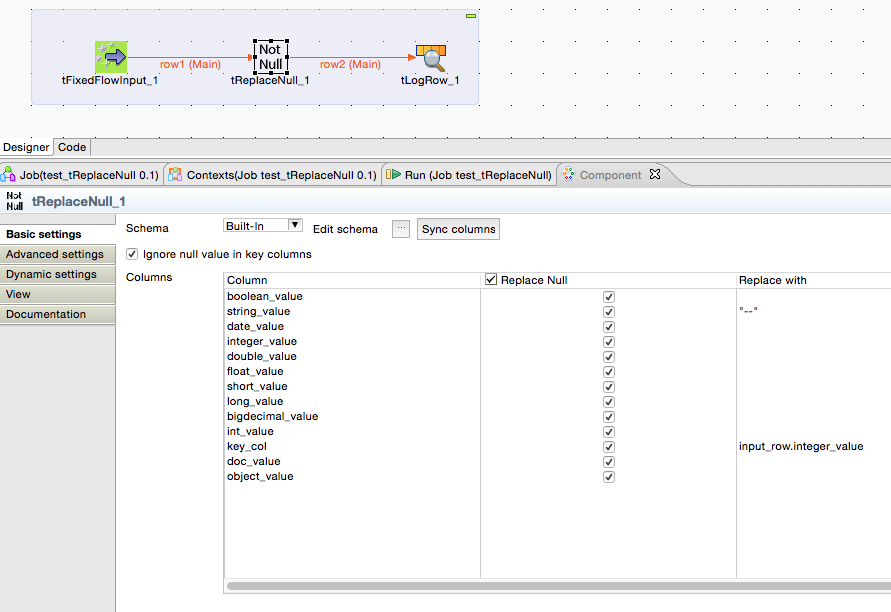 Not
Null
row1 (Main)
row2 (Main)
tFixedFlowInput_1
tReplaceNull_1
tLogRow_1
Designer
Code
Job(test_tReplaceNull 0.1)
Contexts(Job test_tReplaceNull 0.1)
Run (Job test_tReplaceNull)
Component
Not
Null
tReplaceNull_1
Basic settings
Advanced settings
Dynamic settings
View
Documentation
Schema
Built-In
Edit schema
...
Sync columns
Ignore null value in key columns
Columns
Column
Replace Null
Replace with
boolean_value
string_value
"--"
date_value
integer_value
double_value
float_value
short_value
long_value
bigdecimal_value
int_value
key_col
input_row.integer_value
doc_value
object_value